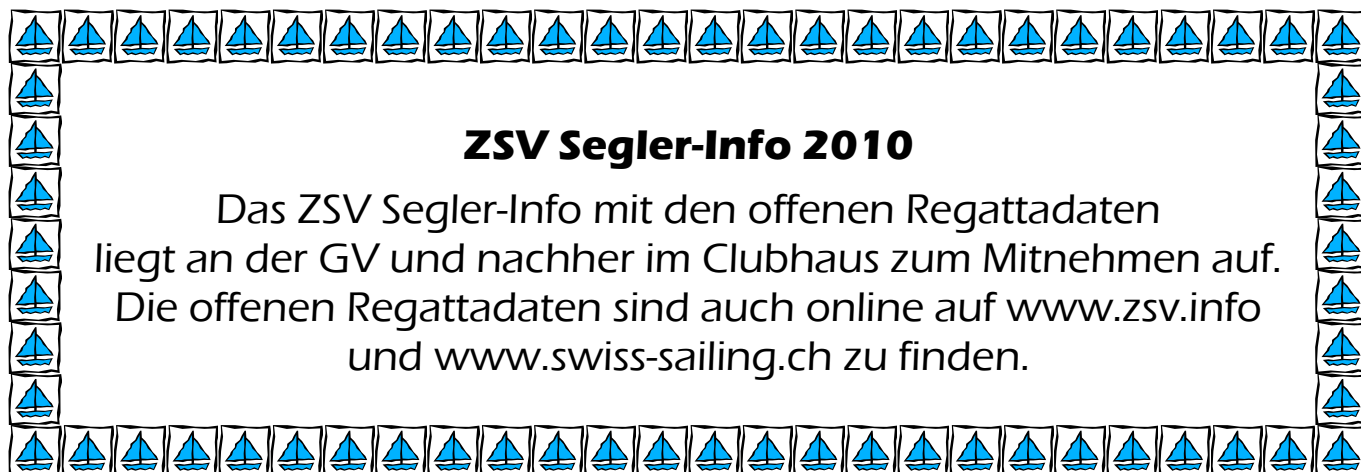 ZSV Segler-Info 2010
Das ZSV Segler-Info mit den offenen Regattadaten
liegt an der GV und nachher im Clubhaus zum Mitnehmen auf.
Die offenen Regattadaten sind auch online auf www.zsv.info
und www.swiss-sailing.ch zu finden.